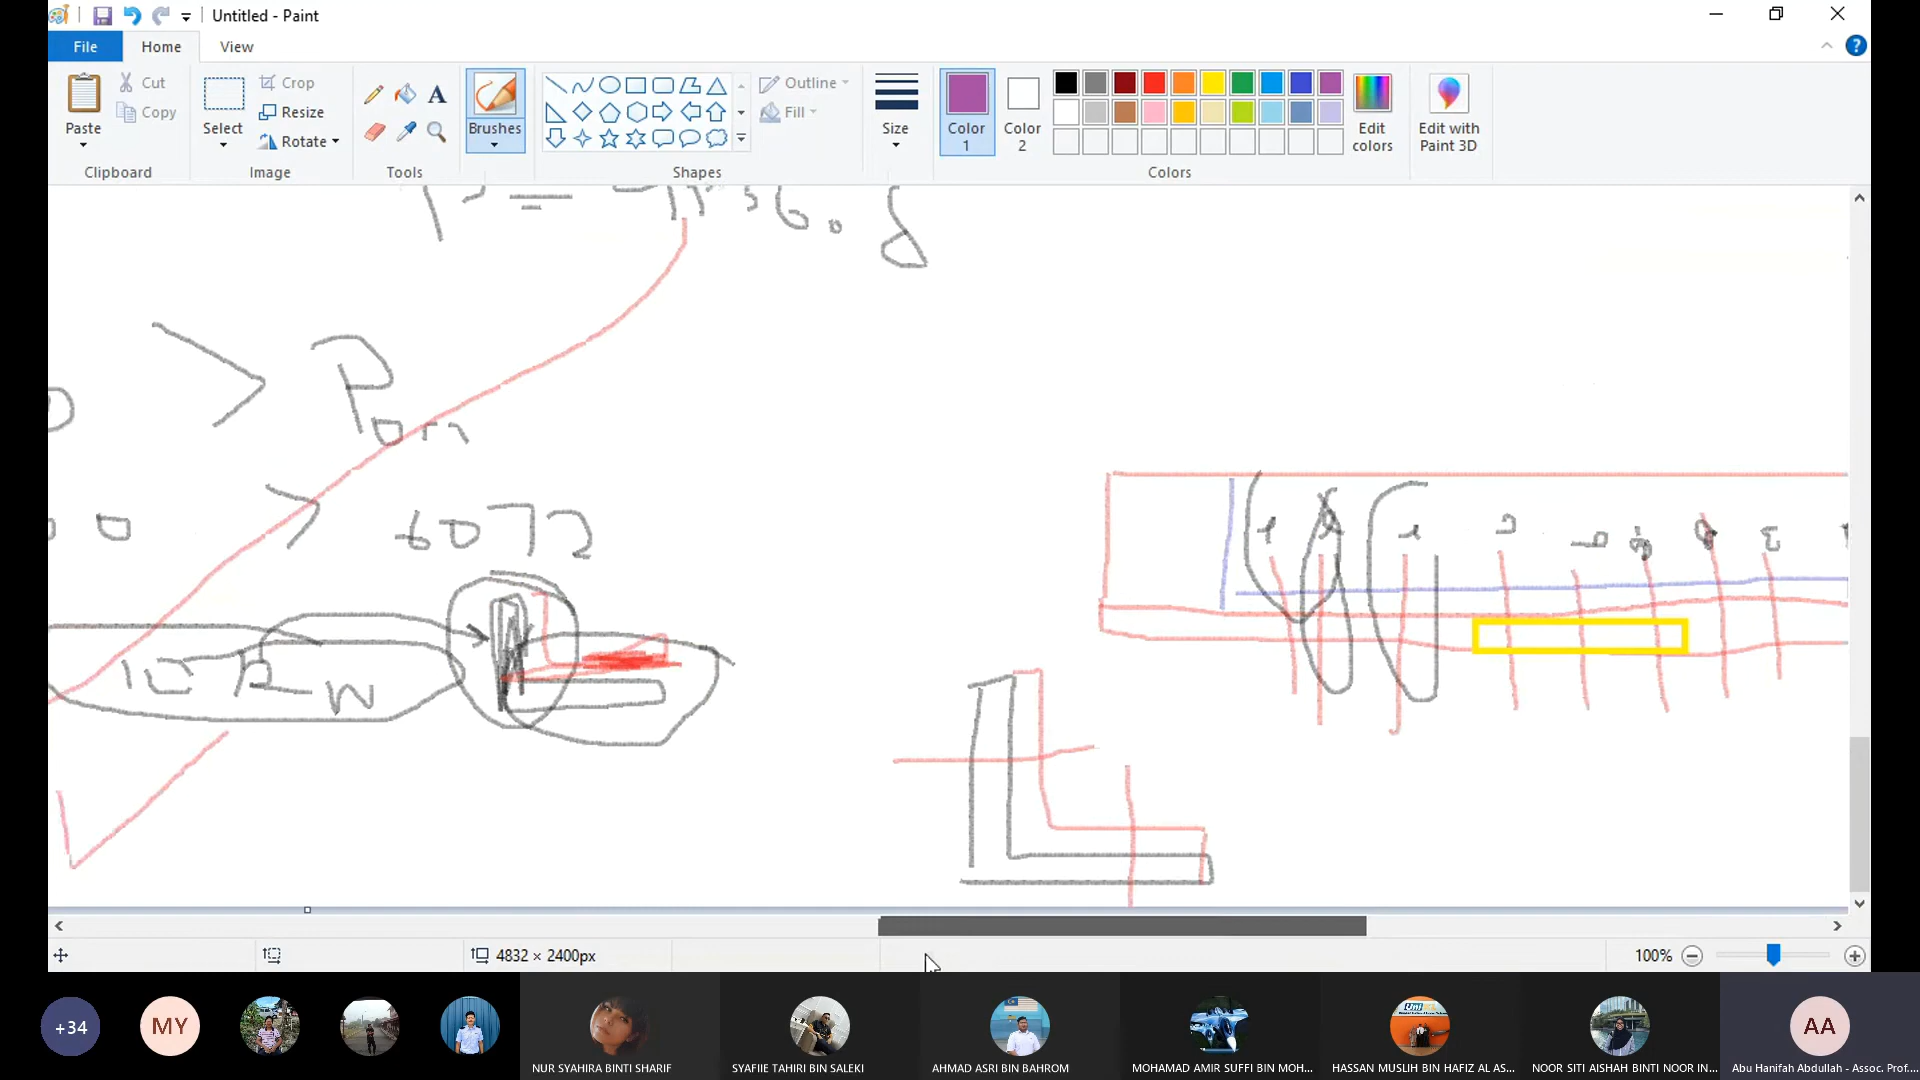 Untitled - Paint
File
Home
View
Paste
Cut
Copy
Clipboard
Select
Crop
Resize
Rotate
Image
Tools
Brushes
Shapes
Outline
Fill
Size
Color
1
Color
2
Edit
colors
Edit with
Paint 3D
Colors
> Pom
> 6072
4832 × 2400px
100%
+34
MY
AA
NUR SYAHIRA BINTI SHARIF
SYAFIIE TAHIRI BIN SALEKI
AHMAD ASRI BIN BAHROM
MOHAMAD AMIR SUFFI BIN MOH...
HASSAN MUSLIH BIN HAFIZ AL AS...
NOOR SITI AISHAH BINTI NOOR IN...
Abu Hanifah Abdullah - Assoc. Prof....